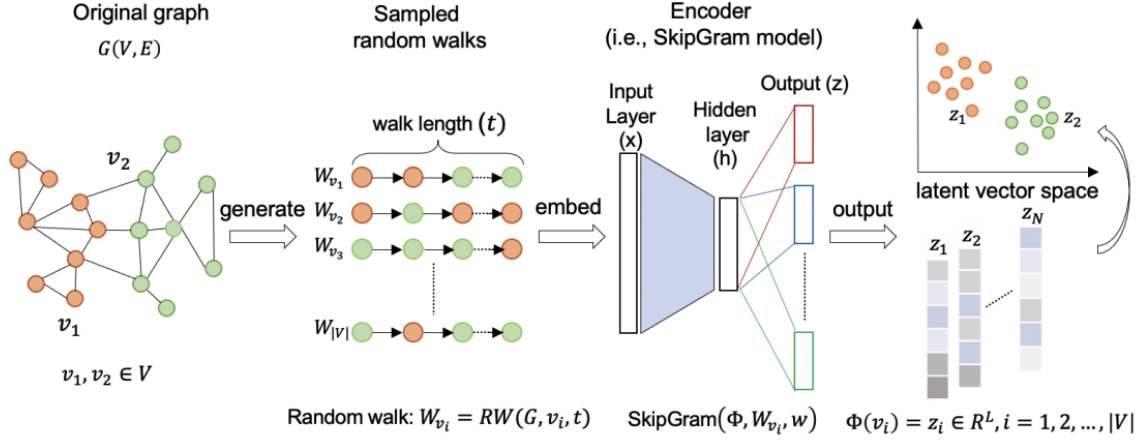 Original graph
G(V, E)
v₂
v₁
v₁, v₂ ∈ V
generate
Sampled
random walks
walk length (t)
W_{v₁}
W_{v₂}
W_{v₃}
W_{|V|}
Random walk: W_{vᵢ} = RW(G, vᵢ, t)
embed
Encoder
(i.e., SkipGram model)
Input
Layer
(x)
Hidden
layer
(h)
Output (z)
SkipGram(Φ, W_{vᵢ}, w)
output
z₁
z₂
latent vector space
z₁
z₂
z_N
Φ(vᵢ) = zᵢ ∈ R^L, i = 1, 2, …, |V|